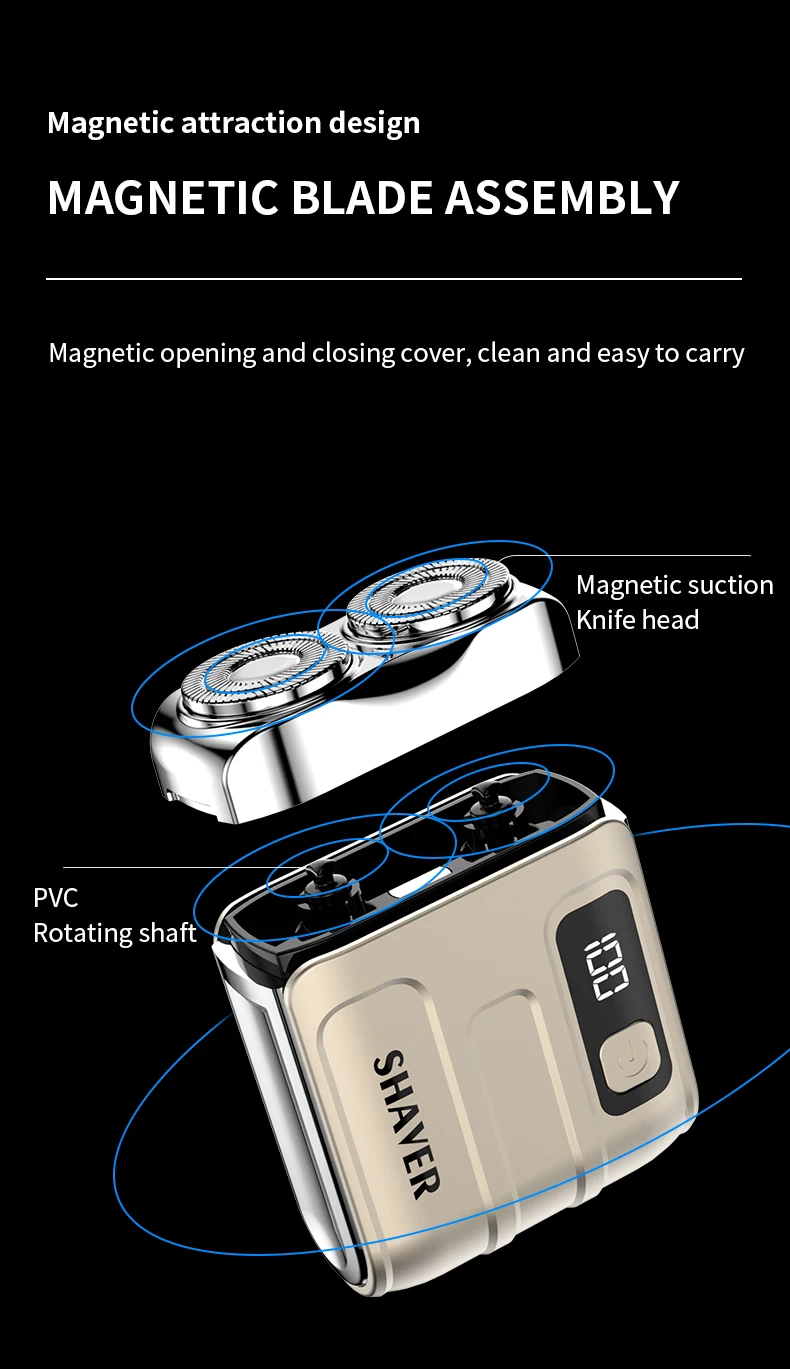 Magnetic attraction design
MAGNETIC BLADE ASSEMBLY
Magnetic opening and closing cover, clean and easy to carry
Magnetic suction
Knife head
PVC
Rotating shaft
100
SHAVER